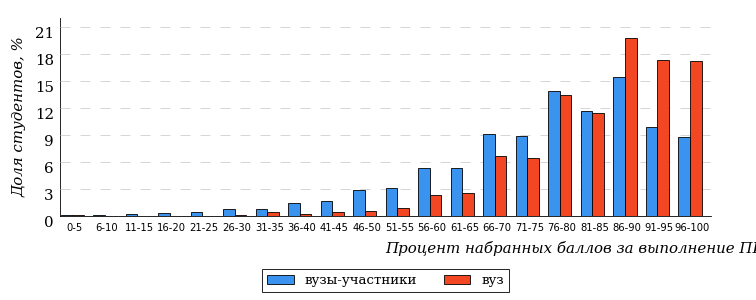 Доля студентов, %
21
18
15
12
9
6
3
0
0-5 6-10 11-15 16-20 21-25 26-30 31-35 36-40 41-45 46-50 51-55 56-60 61-65 66-70 71-75 76-80 81-85 86-90 91-95 96-100
Процент набранных баллов за выполнение
вузы-участники вуз